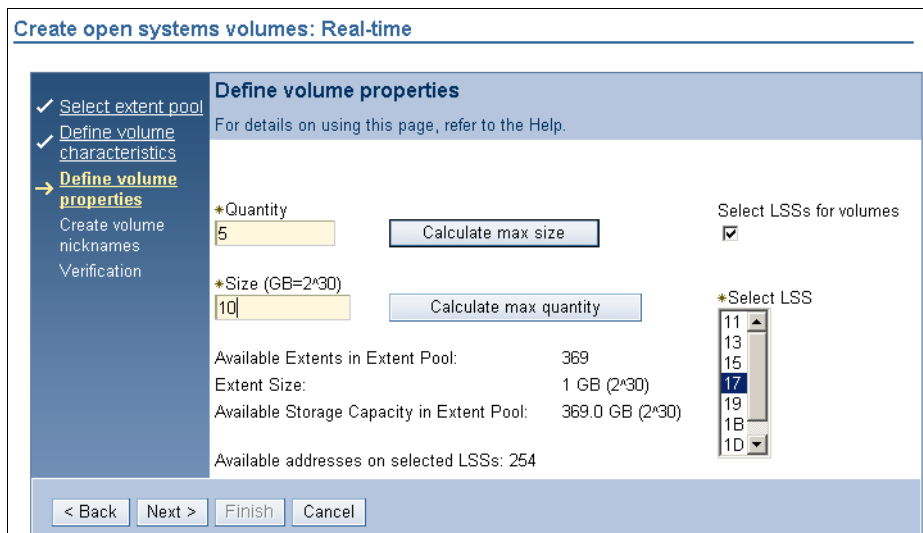 Create open systems volumes: Real-time
Select extent pool
Define volume
characteristics
Define volume
properties
Create volume
nicknames
Verification
Define volume properties
For details on using this page, refer to the Help.
*Quantity
5
Calculate max size
Select LSSs for volumes
*Size (GB=2^30)
10
Calculate max quantity
*Select LSS
11
13
15
17
19
1B
1D
Available Extents in Extent Pool: 369
Extent Size: 1 GB (2^30)
Available Storage Capacity in Extent Pool: 369.0 GB (2^30)
Available addresses on selected LSSs: 254
< Back Next > Finish Cancel